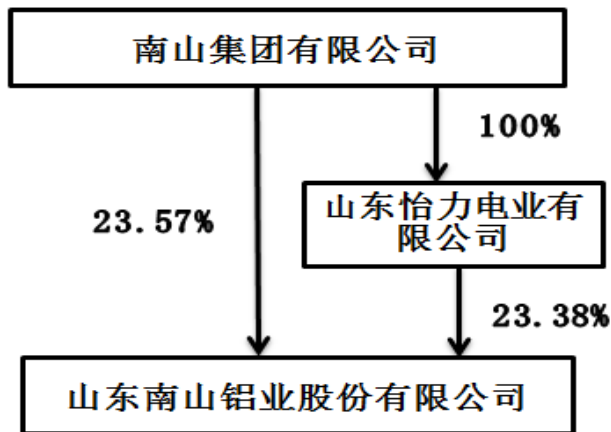 南山集团有限公司
100%
山东怡力电业有
限公司
23.57%
23.38%
山东南山铝业股份有限公司